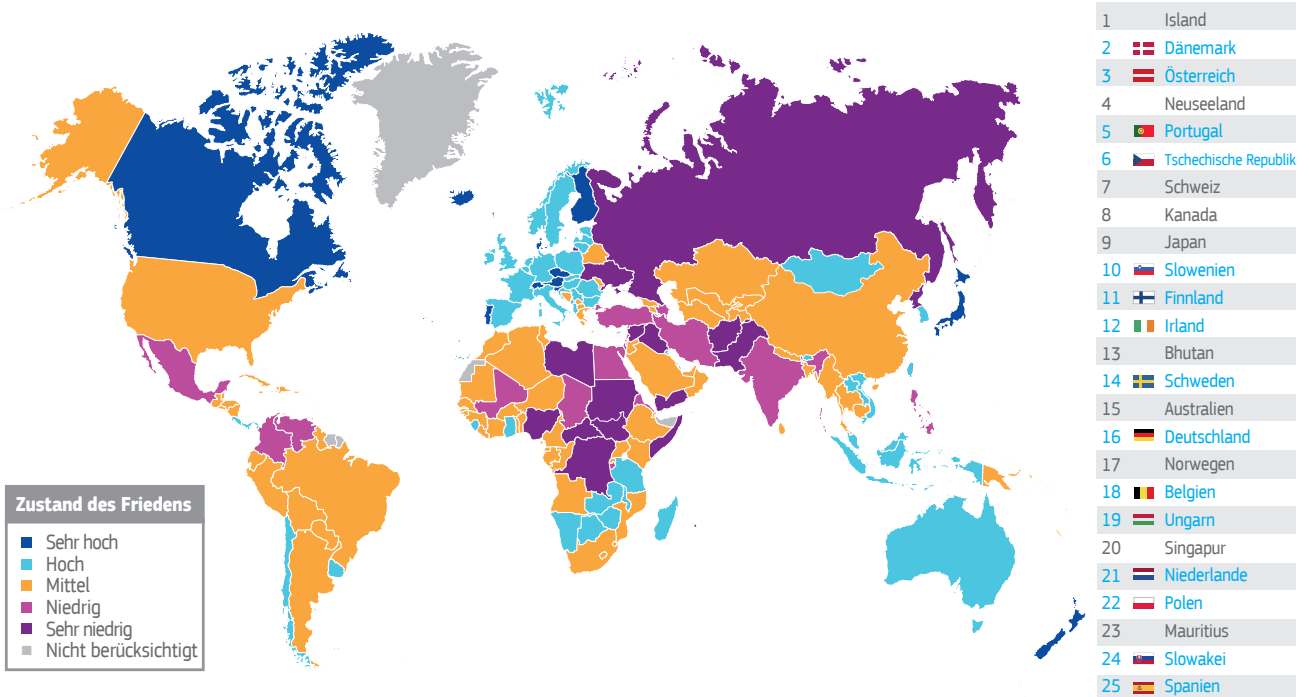 Zustand des Friedens
Sehr hoch
Hoch
Mittel
Niedrig
Sehr niedrig
Nicht berücksichtigt
1 Island
2 Dänemark
3 Österreich
4 Neuseeland
5 Portugal
6 Tschechische Republik
7 Schweiz
8 Kanada
9 Japan
10 Slowenien
11 Finnland
12 Irland
13 Bhutan
14 Schweden
15 Australien
16 Deutschland
17 Norwegen
18 Belgien
19 Ungarn
20 Singapur
21 Niederlande
22 Polen
23 Mauritius
24 Slowakei
25 Spanien